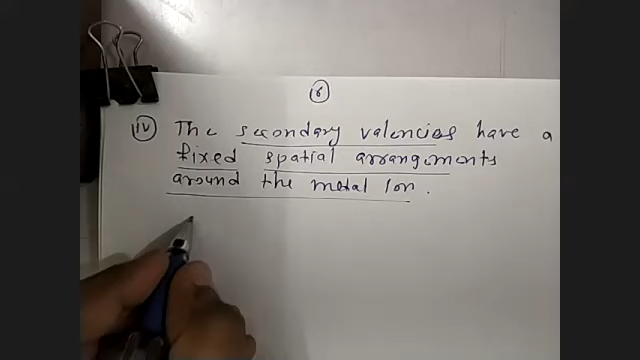 6
IV The secondary valencies have a
fixed spatial arrangements
around the metal Ion.